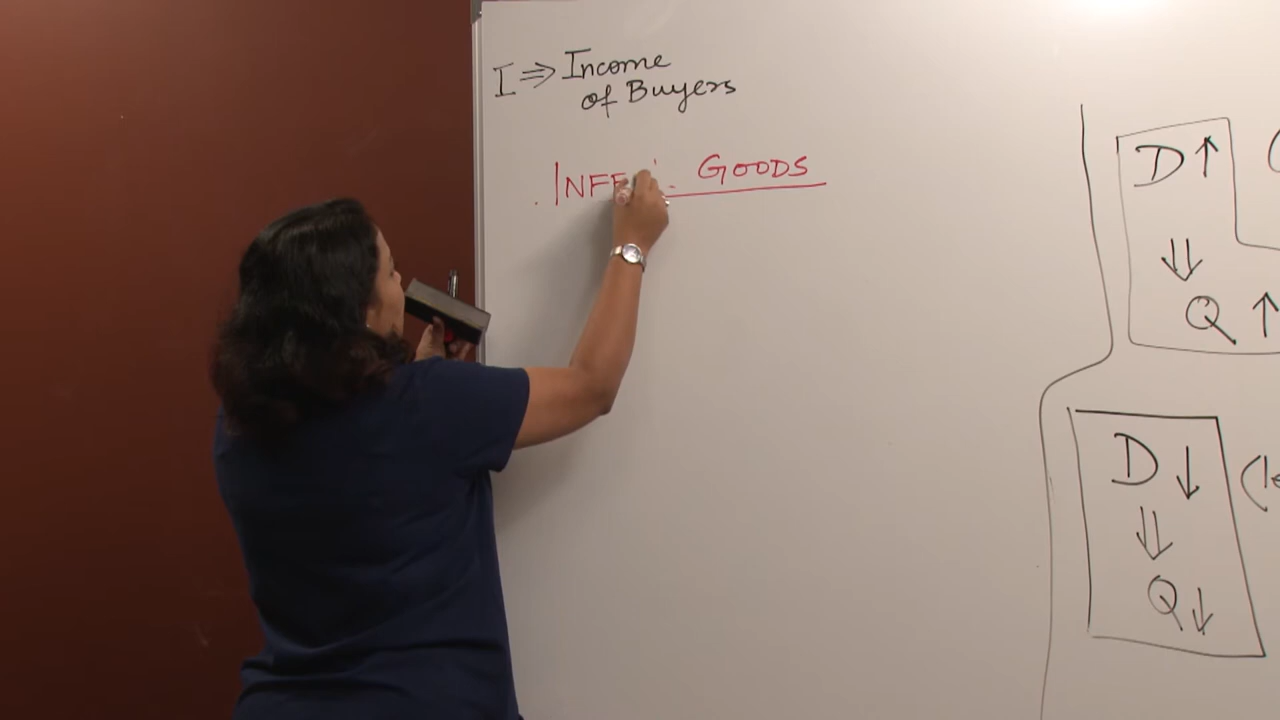 I ⇒ Income
of Buyers
GOODS
D ↑
⇓
Q ↑
D ↓
⇓
Q ↓